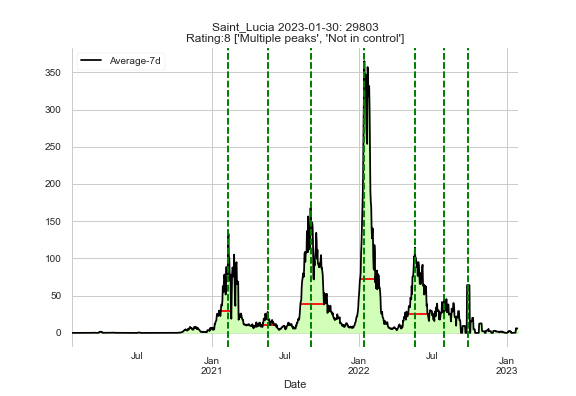 Saint_Lucia 2023-01-30: 29803
Rating:8 ['Multiple peaks', 'Not in control']
Average-7d
350
300
250
200
150
100
50
0
Jul
Jan
2021
Jul
Jan
2022
Jul
Jan
2023
Date